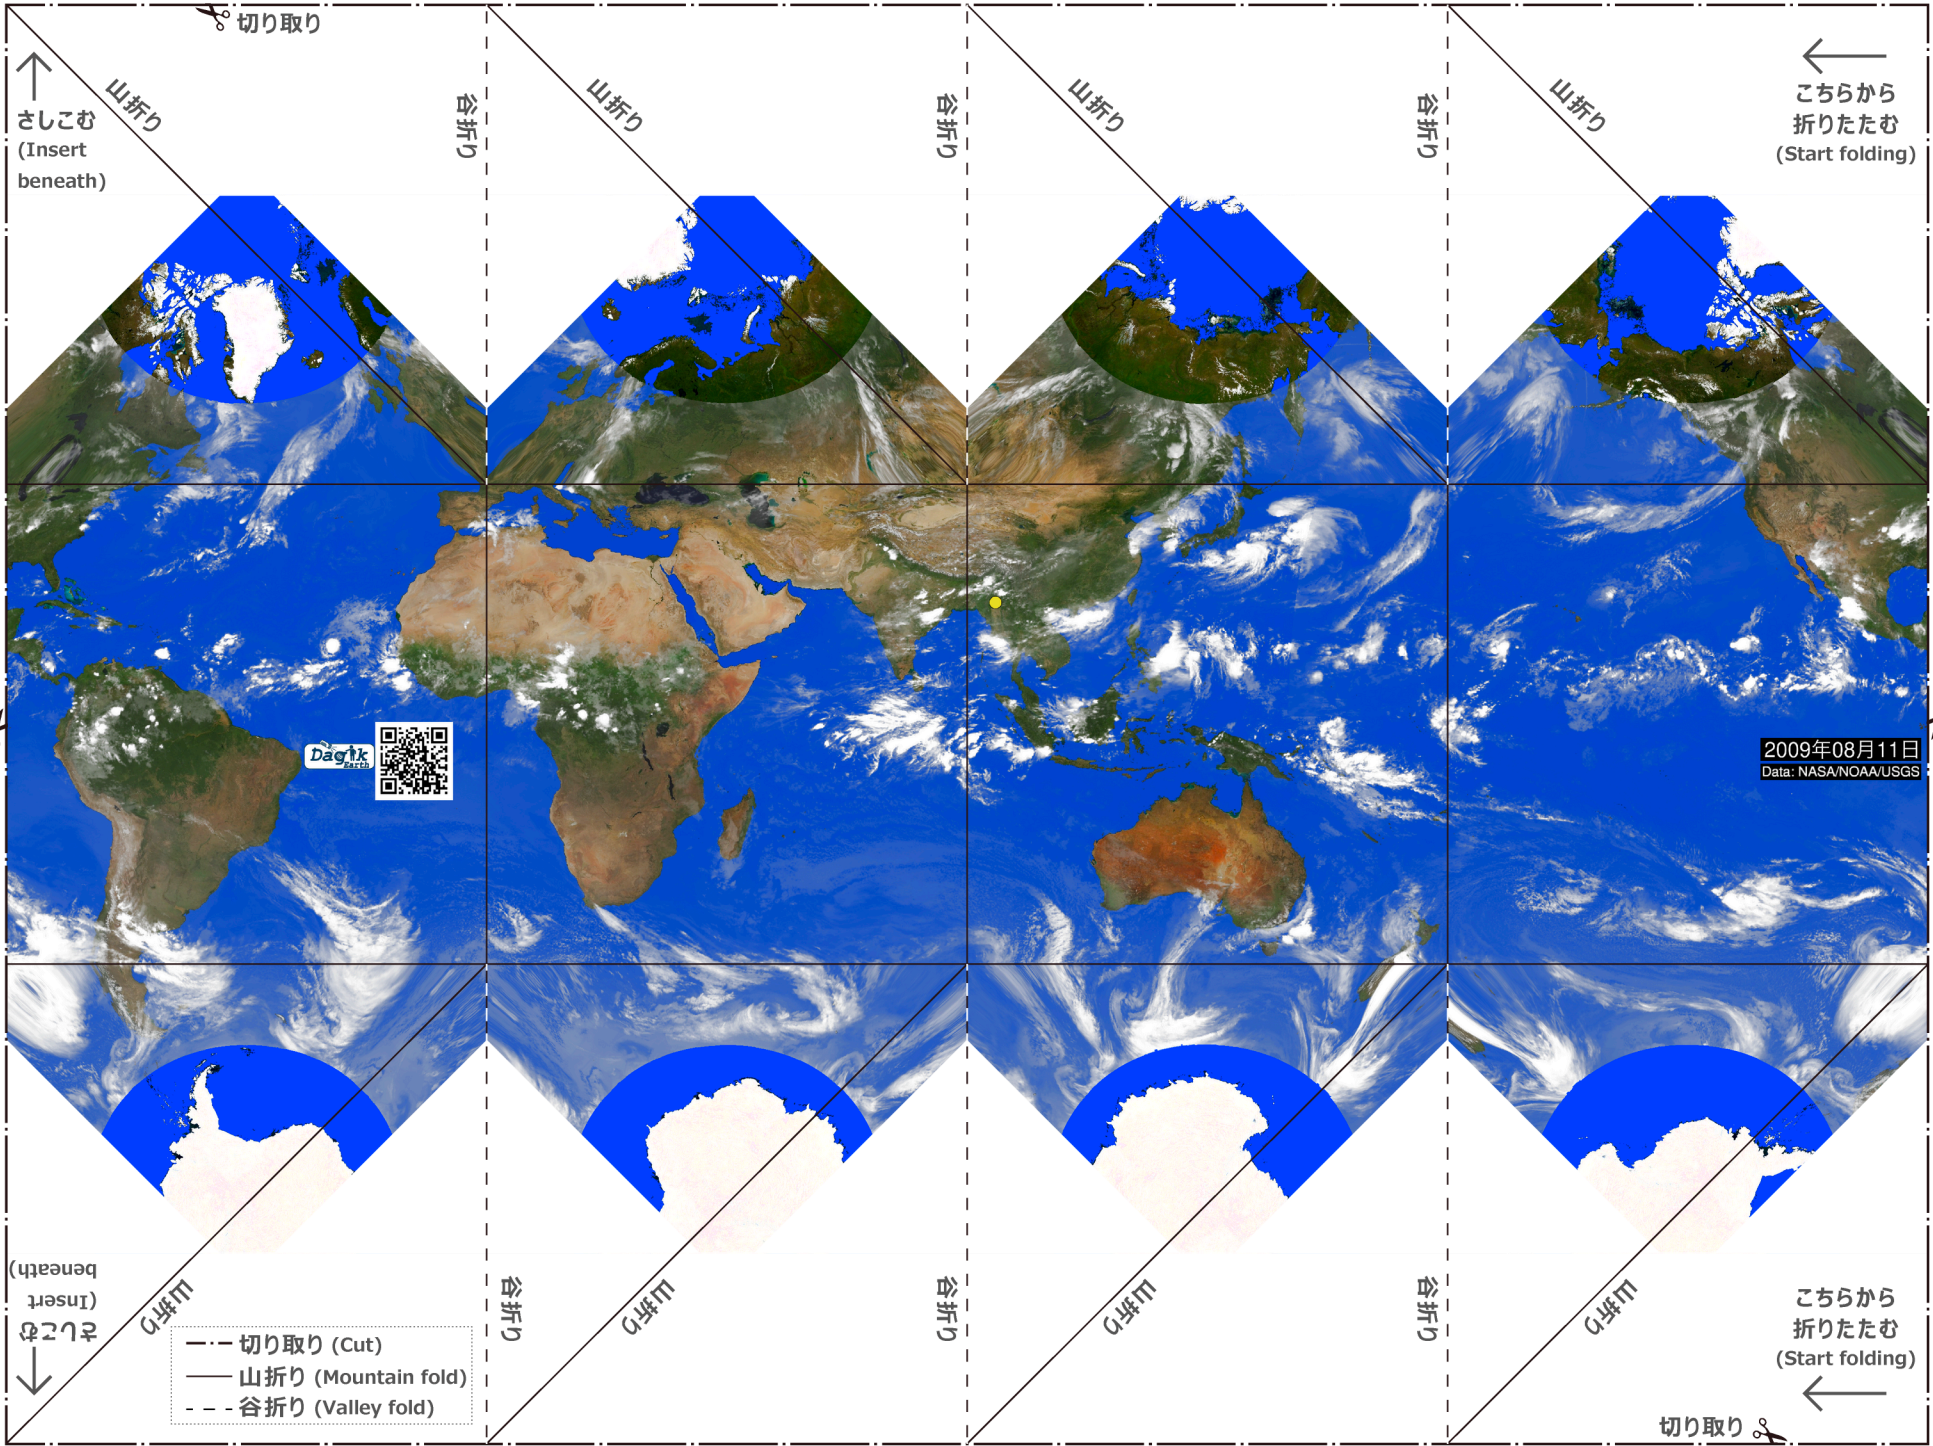 切り取り
山折り
谷折り
山折り
谷折り
山折り
谷折り
山折り
さしこむ
(Insert
beneath)
こちらから
折りたたむ
(Start folding)
Dagik
Earth
2009年08月11日
Data: NASA/NOAA/USGS
さしこむ
(Insert
beneath)
山折り
谷折り
山折り
谷折り
山折り
谷折り
山折り
こちらから
折りたたむ
(Start folding)
切り取り (Cut)
山折り (Mountain fold)
谷折り (Valley fold)
切り取り